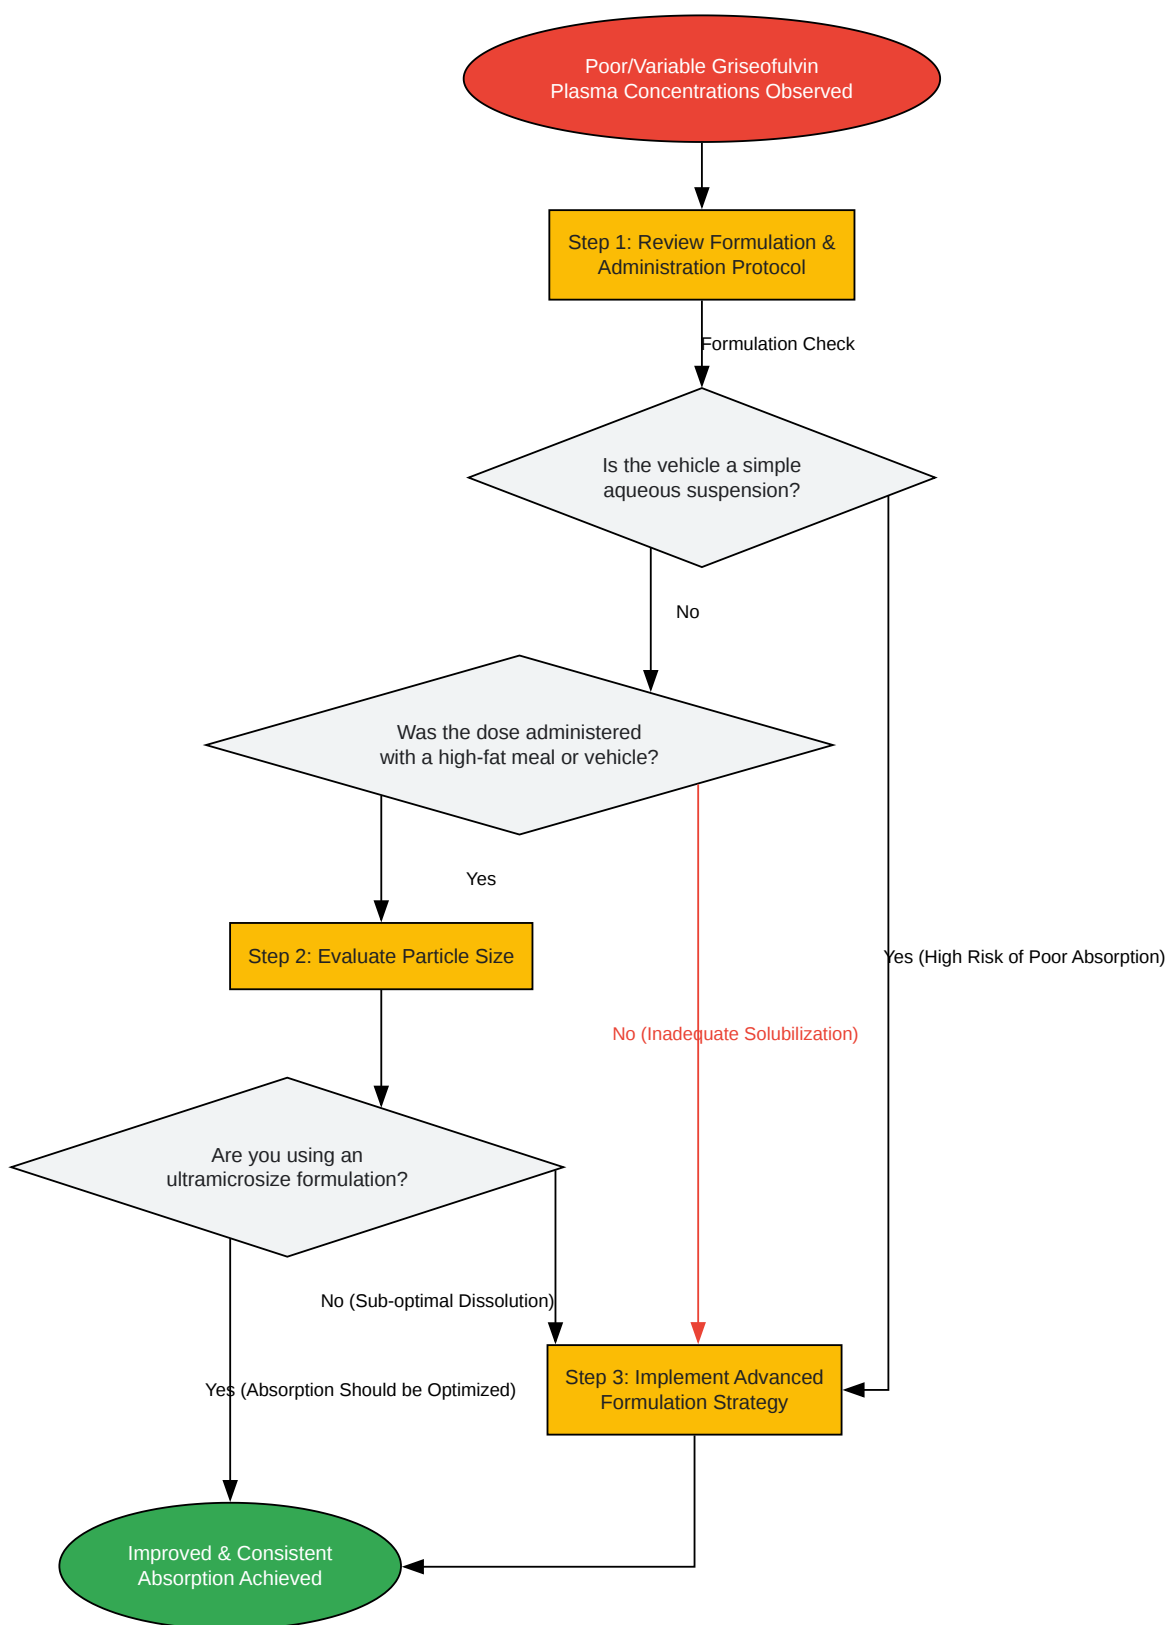 Poor/Variable Griseofulvin
Plasma Concentrations Observed
Step 1: Review Formulation &
Administration Protocol
Formulation Check
Is the vehicle a simple
aqueous suspension?
No
Was the dose administered
with a high-fat meal or vehicle?
Yes
Step 2: Evaluate Particle Size
Yes (High Risk of Poor Absorption)
No (Inadequate Solubilization)
Are you using an
ultramicrosize formulation?
No (Sub-optimal Dissolution)
Yes (Absorption Should be Optimized)
Step 3: Implement Advanced
Formulation Strategy
Improved & Consistent
Absorption Achieved